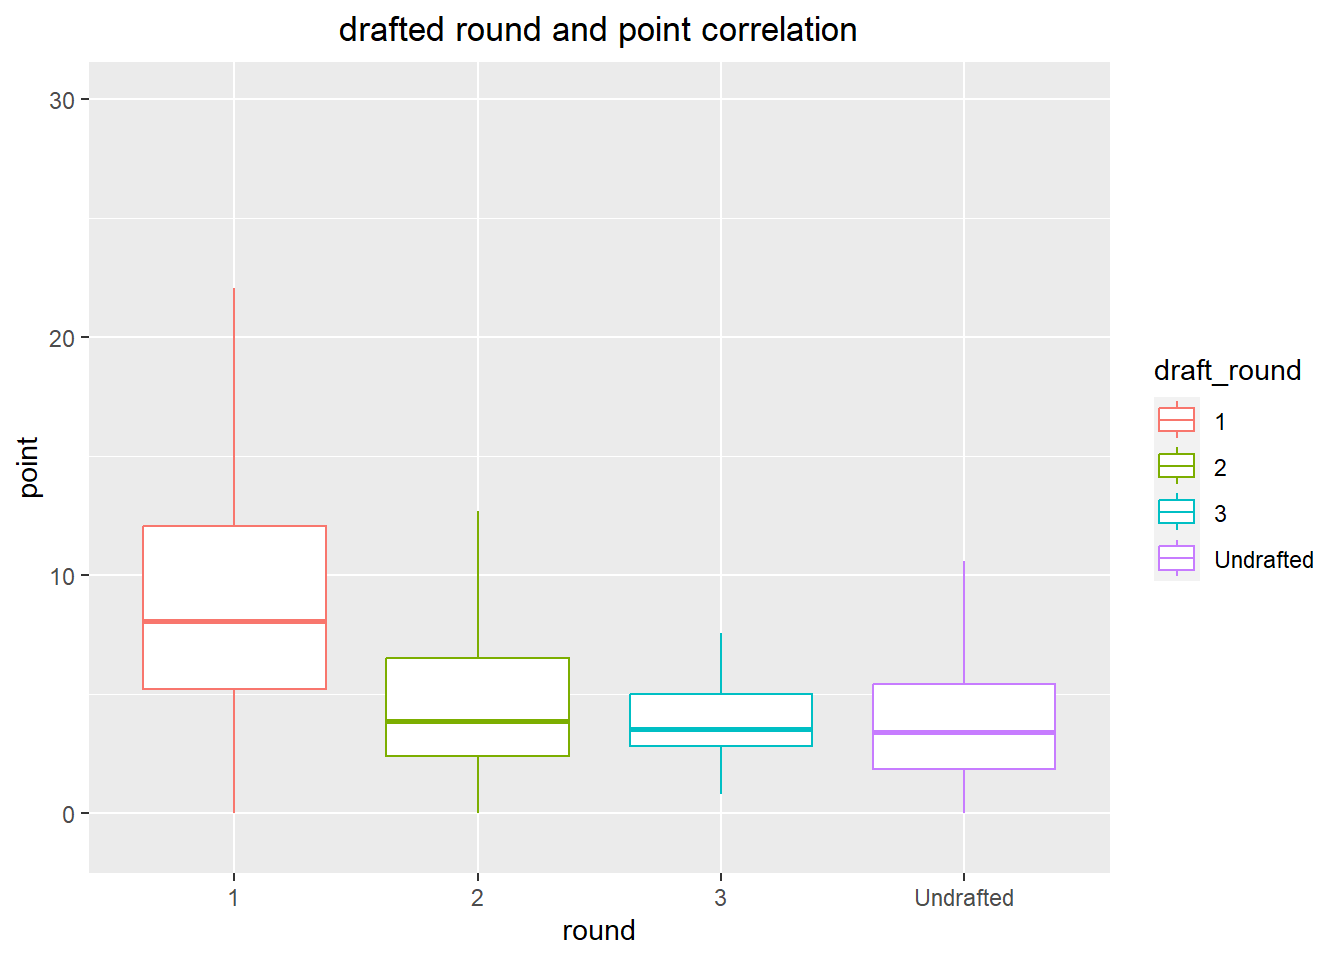 drafted round and point correlation
30
20
10
0
point
1
2
3
Undrafted
round
draft_round
1
2
3
Undrafted